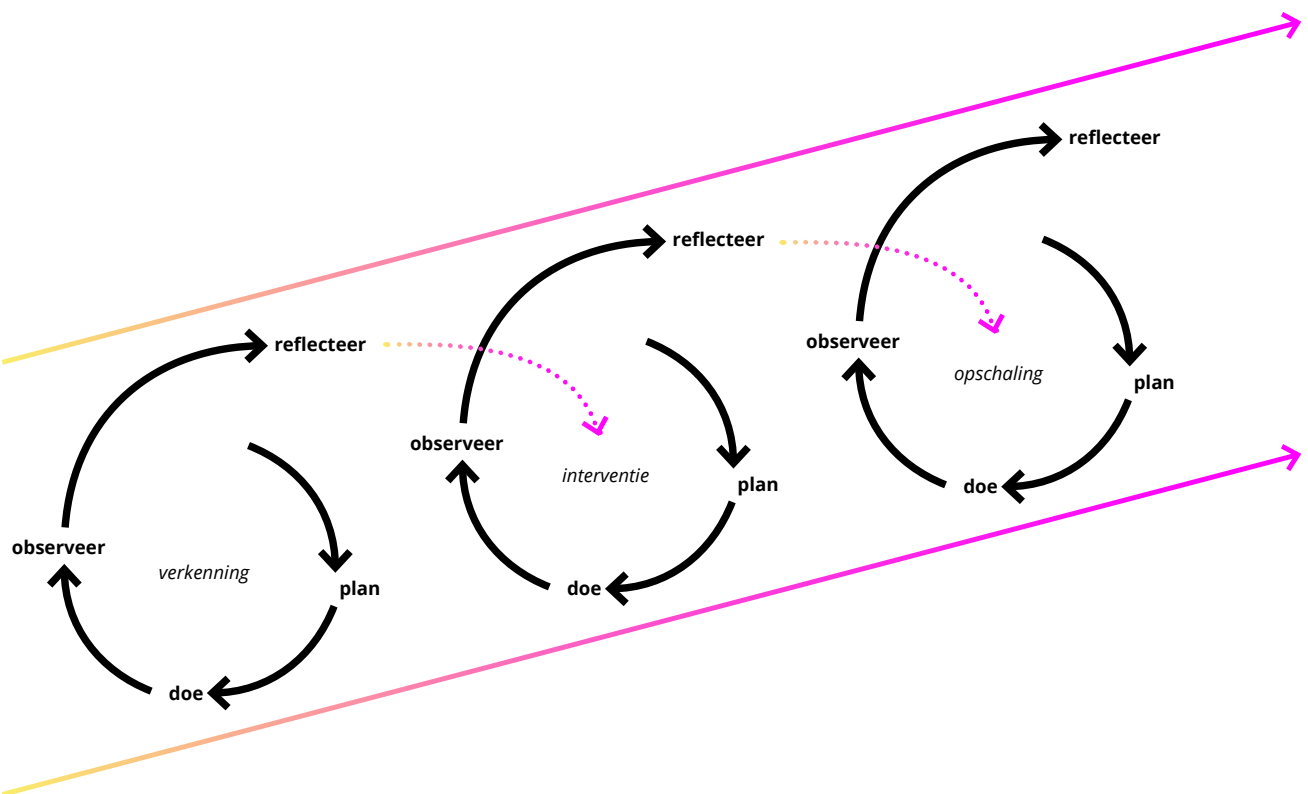 reflecteer
observeer
verkenning
plan
doe
reflecteer
observeer
interventie
plan
doe
reflecteer
observeer
opschaling
plan
doe